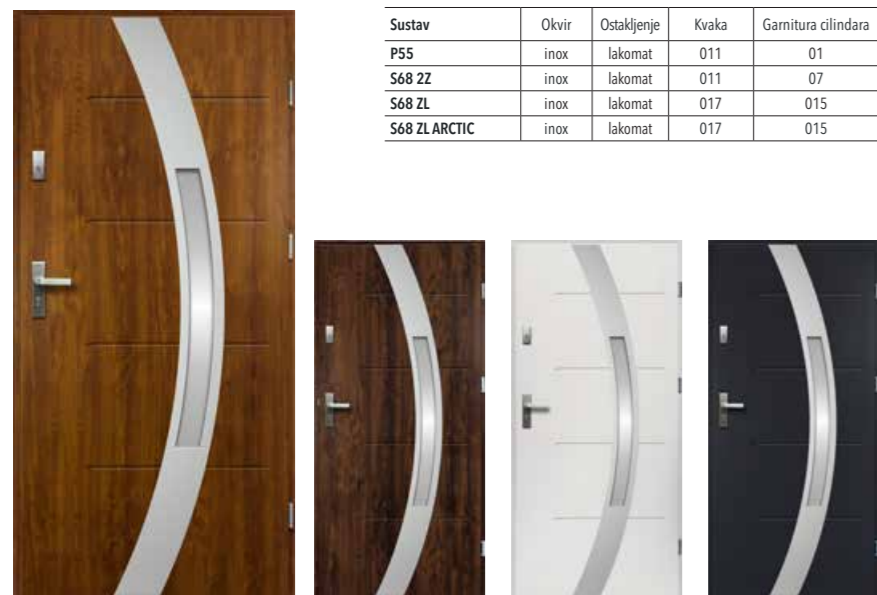 Sustav Okvir Ostakljenje Kvaka Garnitura cilindara
P55 inox lakomat 011 01
S68 2Z inox lakomat 011 07
S68 ZL inox lakomat 017 015
S68 ZL ARCTIC inox lakomat 017 015